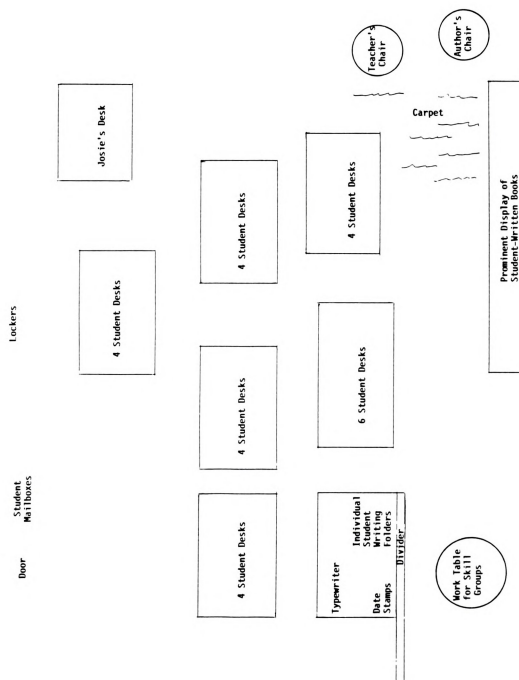 Door
Student
Mailboxes
Lockers
4 Student Desks
Josie's Desk
4 Student Desks
4 Student Desks
4 Student Desks
Typewriter
Individual
Student
Writing
Folders
Date
Stamps
Divider
6 Student Desks
4 Student Desks
Teacher's
Chair
Carpet
Author's
Chair
Work Table
for Skill
Groups
Prominent Display of
Student-Written Books